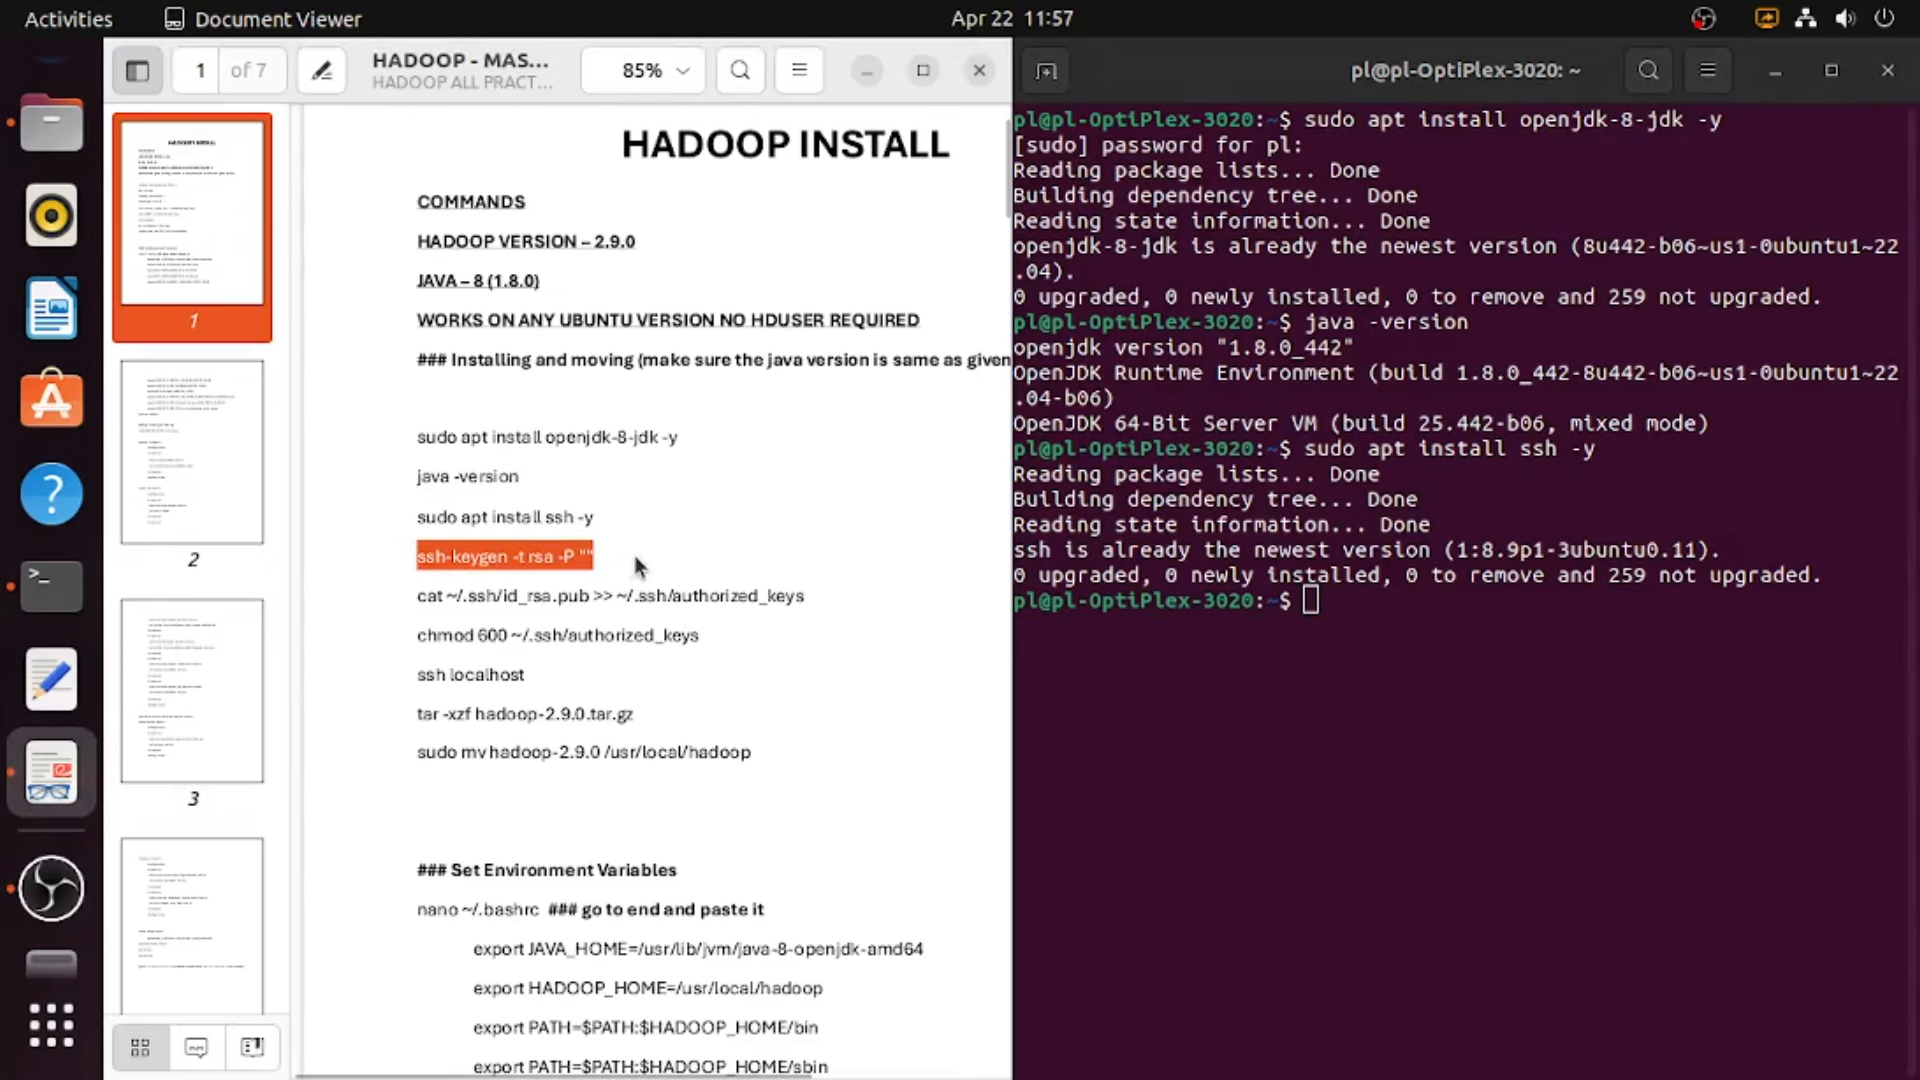 Activities
Document Viewer
Apr 22 11:57
1 of 7
HADOOP - MAS...
HADOOP ALL PRACT...
85%
pl@pl-OptiPlex-3020: ~
1
2
3
HADOOP INSTALL
COMMANDS
HADOOP VERSION – 2.9.0
JAVA – 8 (1.8.0)
WORKS ON ANY UBUNTU VERSION NO HDUSER REQUIRED
### Installing and moving (make sure the java version is same as given
sudo apt install openjdk-8-jdk -y
java -version
sudo apt install ssh -y
ssh-keygen -t rsa -P ""
cat ~/.ssh/id_rsa.pub >> ~/.ssh/authorized_keys
chmod 600 ~/.ssh/authorized_keys
ssh localhost
tar -xzf hadoop-2.9.0.tar.gz
sudo mv hadoop-2.9.0 /usr/local/hadoop
### Set Environment Variables
nano ~/.bashrc ### go to end and paste it
export JAVA_HOME=/usr/lib/jvm/java-8-openjdk-amd64
export HADOOP_HOME=/usr/local/hadoop
export PATH=$PATH:$HADOOP_HOME/bin
export PATH=$PATH:$HADOOP_HOME/sbin
pl@pl-OptiPlex-3020:~$ sudo apt install openjdk-8-jdk -y
[sudo] password for pl:
Reading package lists... Done
Building dependency tree... Done
Reading state information... Done
openjdk-8-jdk is already the newest version (8u442-b06~us1-0ubuntu1~22
.04).
0 upgraded, 0 newly installed, 0 to remove and 259 not upgraded.
pl@pl-OptiPlex-3020:~$ java -version
openjdk version "1.8.0_442"
OpenJDK Runtime Environment (build 1.8.0_442-8u442-b06~us1-0ubuntu1~22
.04-b06)
OpenJDK 64-Bit Server VM (build 25.442-b06, mixed mode)
pl@pl-OptiPlex-3020:~$ sudo apt install ssh -y
Reading package lists... Done
Building dependency tree... Done
Reading state information... Done
ssh is already the newest version (1:8.9p1-3ubuntu0.11).
0 upgraded, 0 newly installed, 0 to remove and 259 not upgraded.
pl@pl-OptiPlex-3020:~$